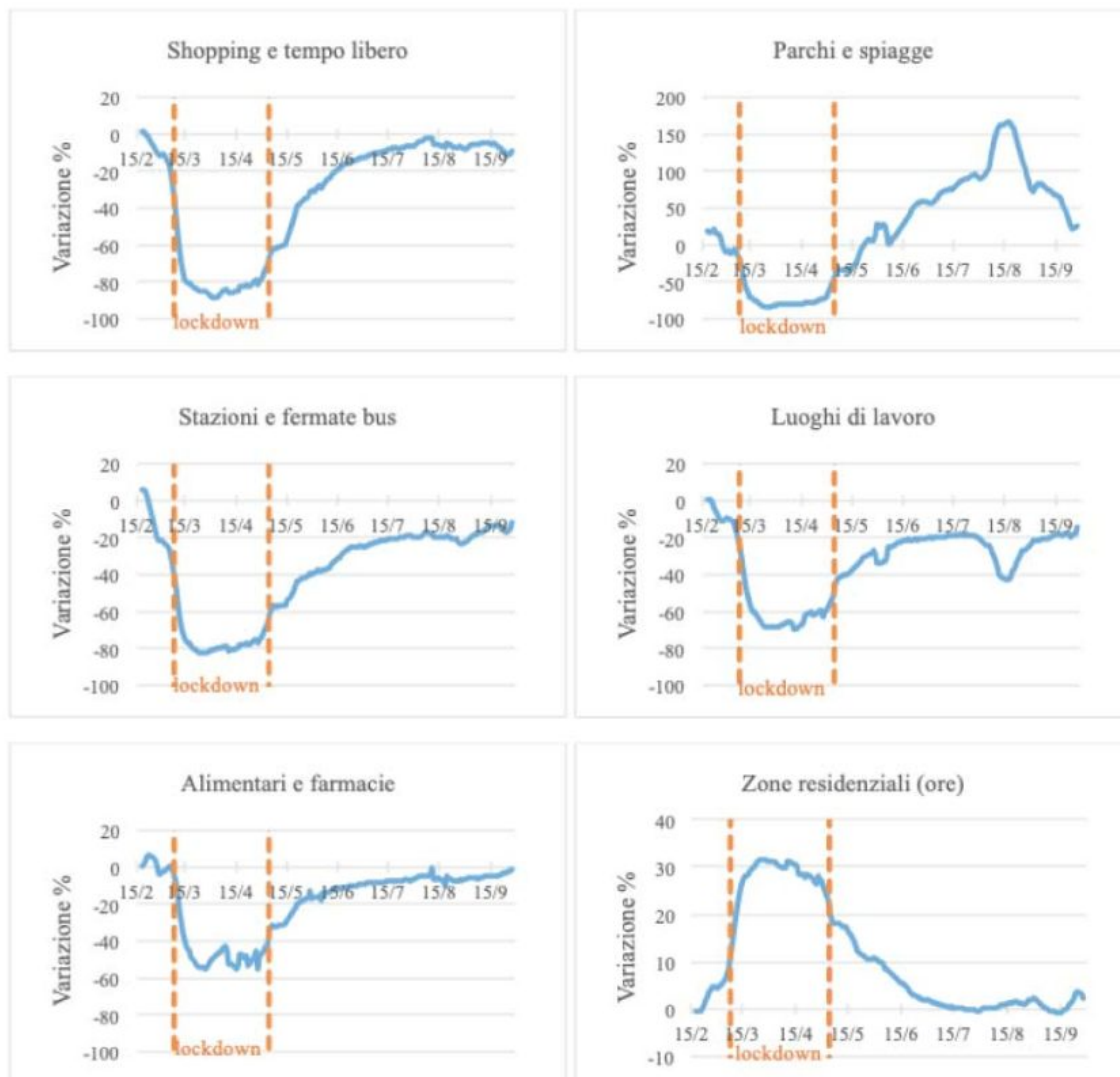 Shopping e tempo libero
Variazione %
20
0
-20
-40
-60
-80
-100
15/2 15/3 15/4 15/5 15/6 15/7 15/8 15/9
lockdown
Parchi e spiagge
Variazione %
200
150
100
50
0
-50
-100
15/2 15/3 15/4 15/5 15/6 15/7 15/8 15/9
lockdown
Stazioni e fermate bus
Variazione %
20
0
-20
-40
-60
-80
-100
15/2 15/3 15/4 15/5 15/6 15/7 15/8 15/9
lockdown
Luoghi di lavoro
Variazione %
20
0
-20
-40
-60
-80
-100
15/2 15/3 15/4 15/5 15/6 15/7 15/8 15/9
lockdown
Alimentari e farmacie
Variazione %
20
0
-20
-40
-60
-80
-100
15/2 15/3 15/4 15/5 15/6 15/7 15/8 15/9
lockdown
Zone residenziali (ore)
Variazione %
40
30
20
10
0
-10
15/2 15/3 15/4 15/5 15/6 15/7 15/8 15/9
lockdown